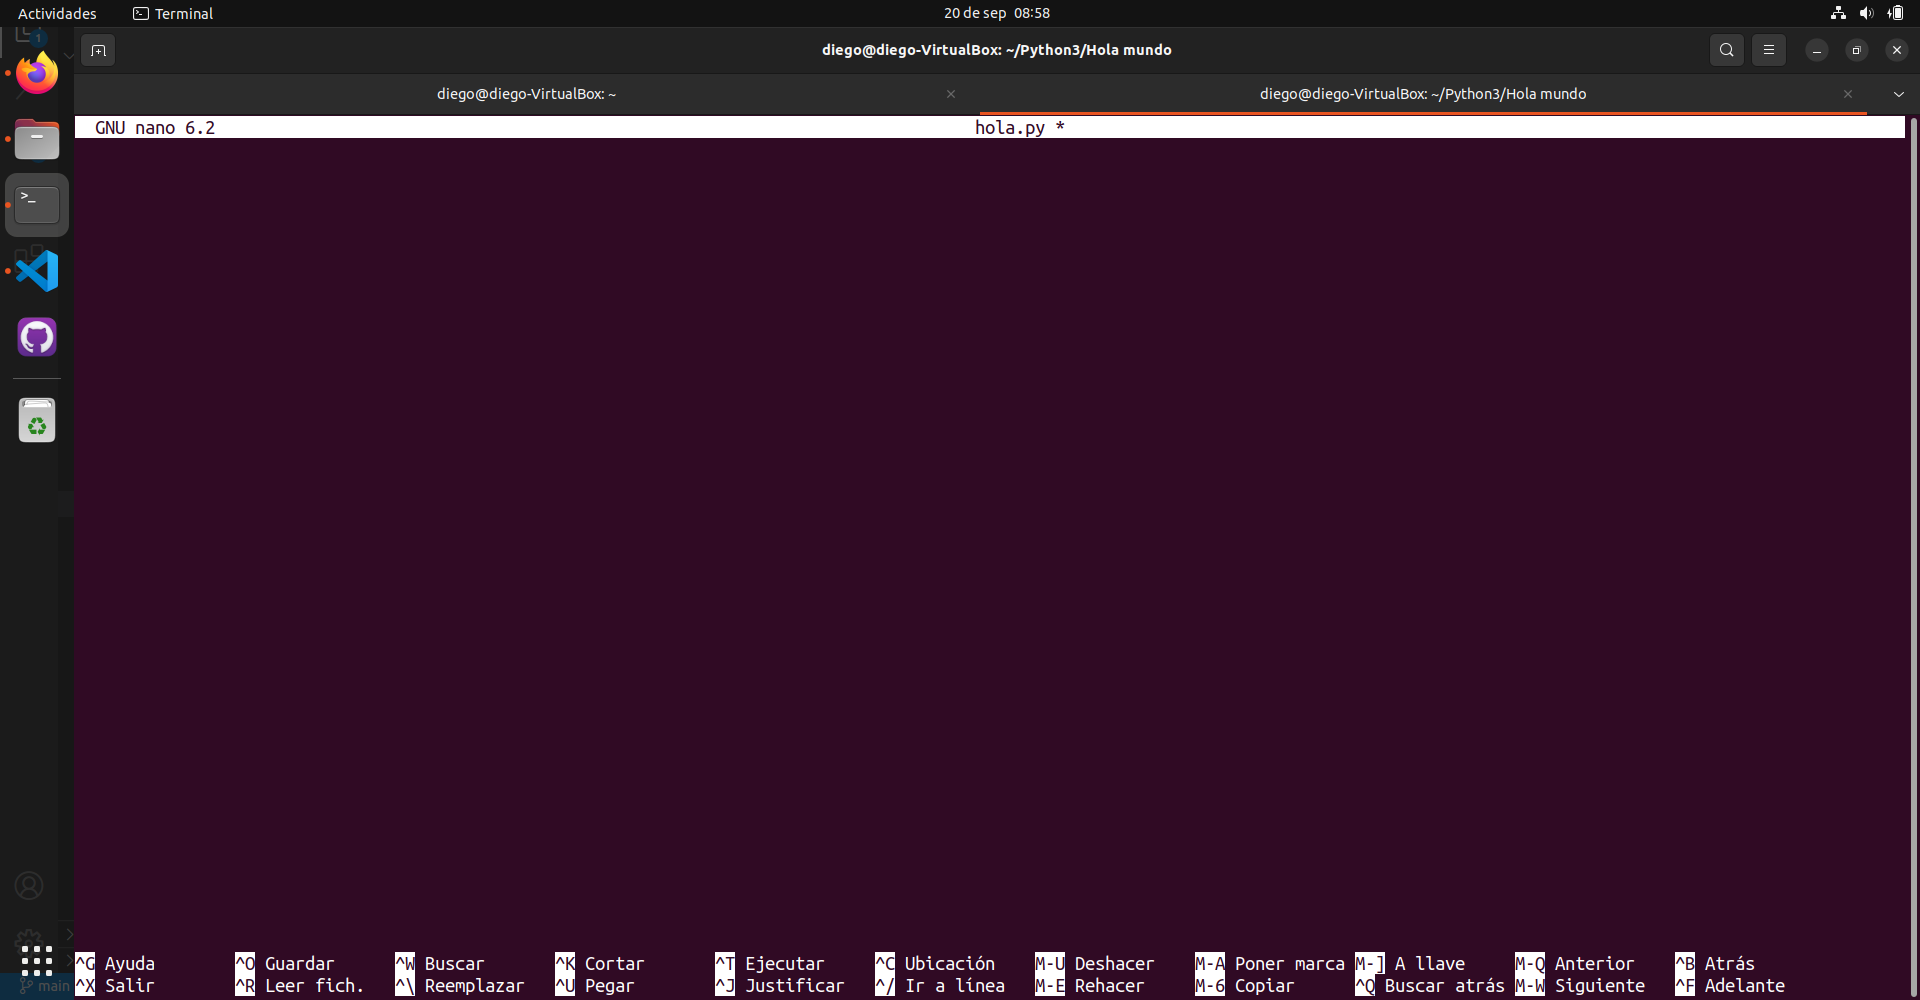 Actividades Terminal 20 de sep 08:58
1
diego@diego-VirtualBox: ~/Python3/Hola mundo
diego@diego-VirtualBox: ~ × diego@diego-VirtualBox: ~/Python3/Hola mundo ×
GNU nano 6.2 hola.py *
>_
^G Ayuda ^O Guardar ^W Buscar ^K Cortar ^T Ejecutar ^C Ubicación M-U Deshacer M-A Poner marca M-] A llave M-Q Anterior ^B Atrás
^X Salir ^R Leer fich. ^\ Reemplazar ^U Pegar ^J Justificar ^/ Ir a línea M-E Rehacer M-6 Copiar ^Q Buscar atrás M-W Siguiente ^F Adelante
main